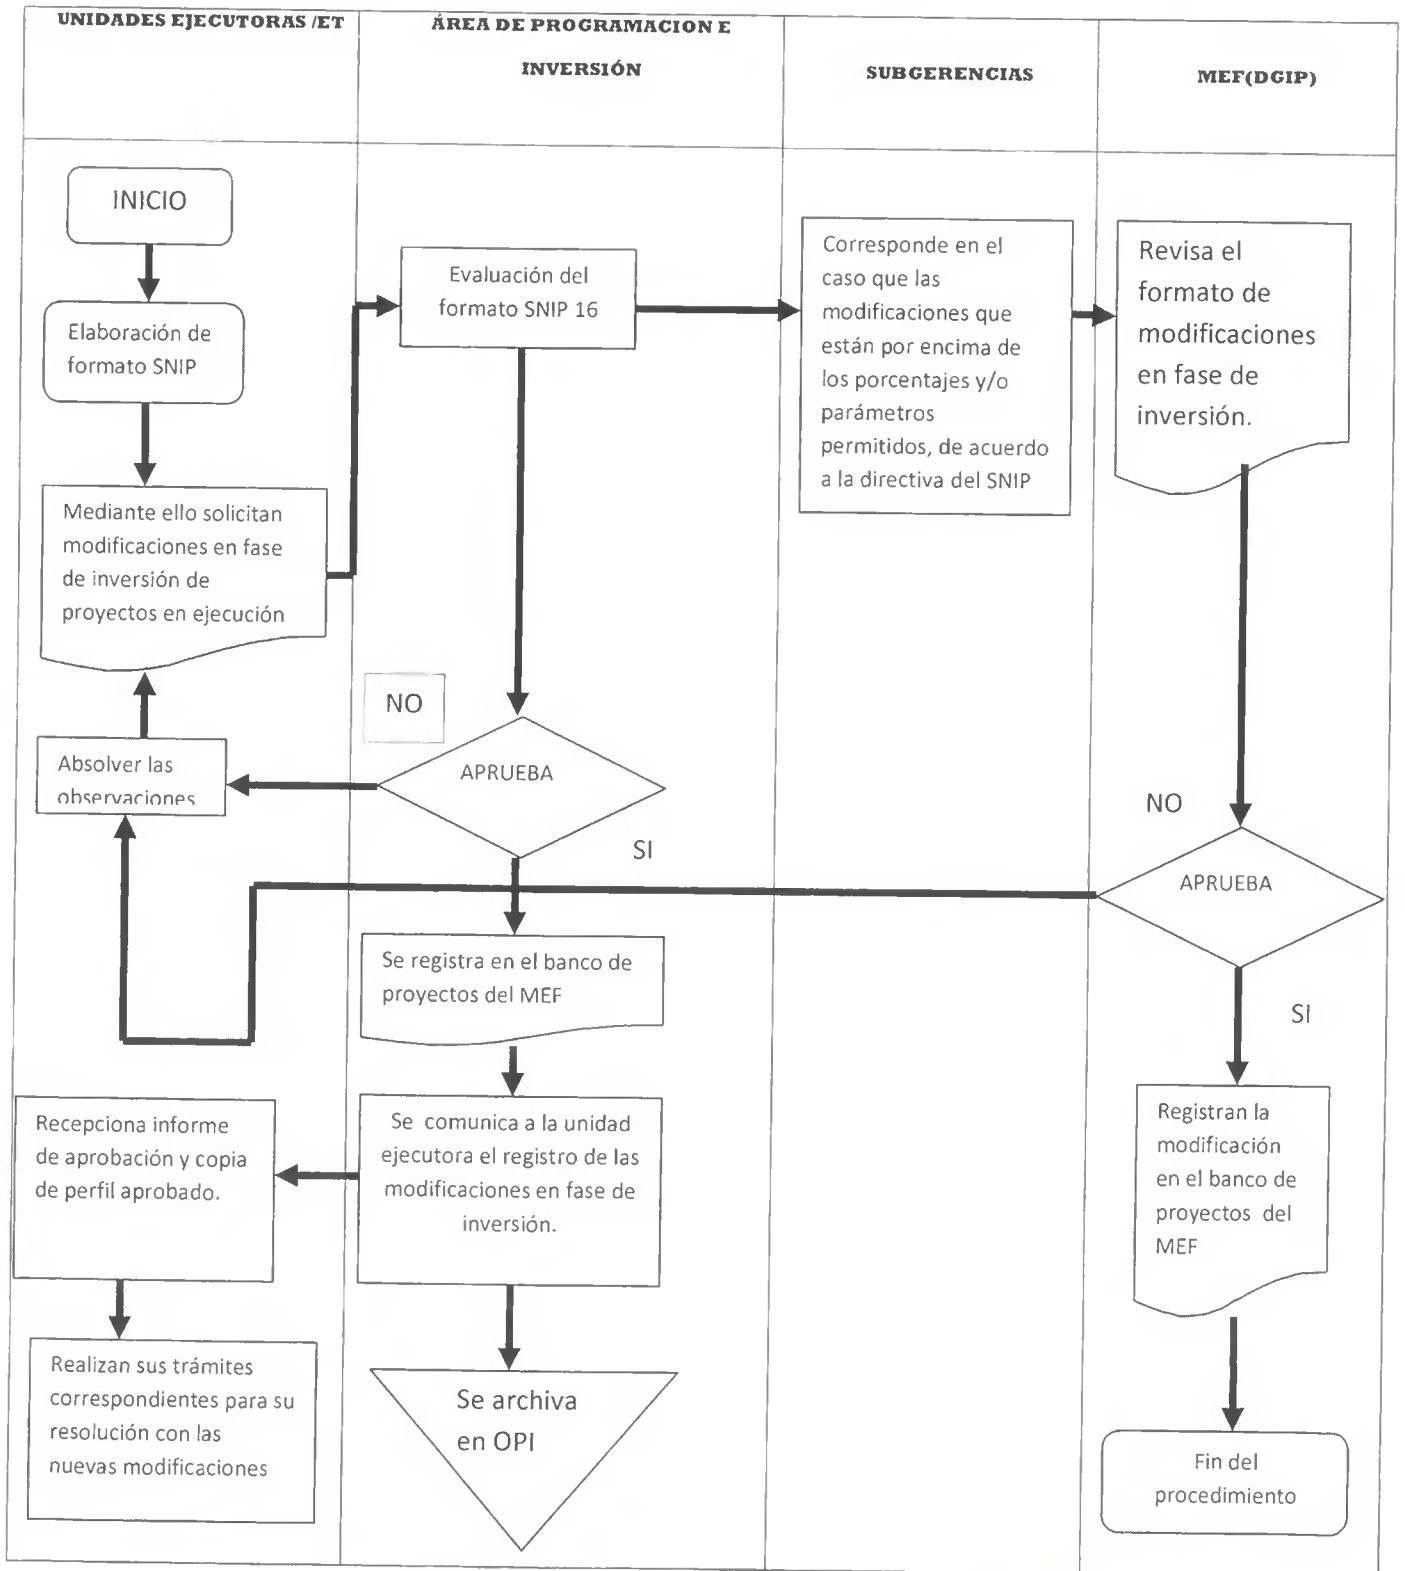 UNIDADES EJECUTORAS /ET
ÁREA DE PROGRAMACION E
INVERSIÓN
SUBGERENCIAS
MEF(DGIP)
INICIO
Elaboración de
formato SNIP
Mediante ello solicitan
modificaciones en fase
de inversión de
proyectos en ejecución
Absolver las
observaciones
Recepciona informe
de aprobación y copia
de perfil aprobado.
Realizan sus trámites
correspondientes para su
resolución con las
nuevas modificaciones
Evaluación del
formato SNIP 16
NO
APRUEBA
SI
Se registra en el banco de
proyectos del MEF
Se comunica a la unidad
ejecutora el registro de las
modificaciones en fase de
inversión.
Se archiva
en OPI
Corresponde en el
caso que las
modificaciones que
están por encima de
los porcentajes y/o
parámetros
permitidos, de acuerdo
a la directiva del SNIP
Revisa el
formato de
modificaciones
en fase de
inversión.
NO
APRUEBA
SI
Registran la
modificación
en el banco de
proyectos del
MEF
Fin del
procedimiento